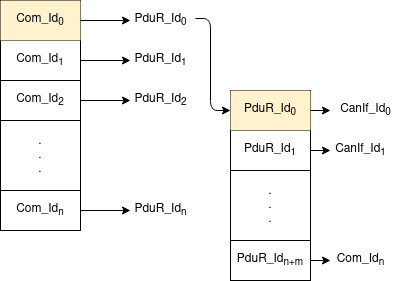 Com_Id0 PduR_Id0
Com_Id1 PduR_Id1
Com_Id2 PduR_Id2
.
.
.
Com_Idn PduR_Idn
PduR_Id0 CanIf_Id0
PduR_Id1 CanIf_Id1
.
.
.
PduR_Idn+m Com_Idn